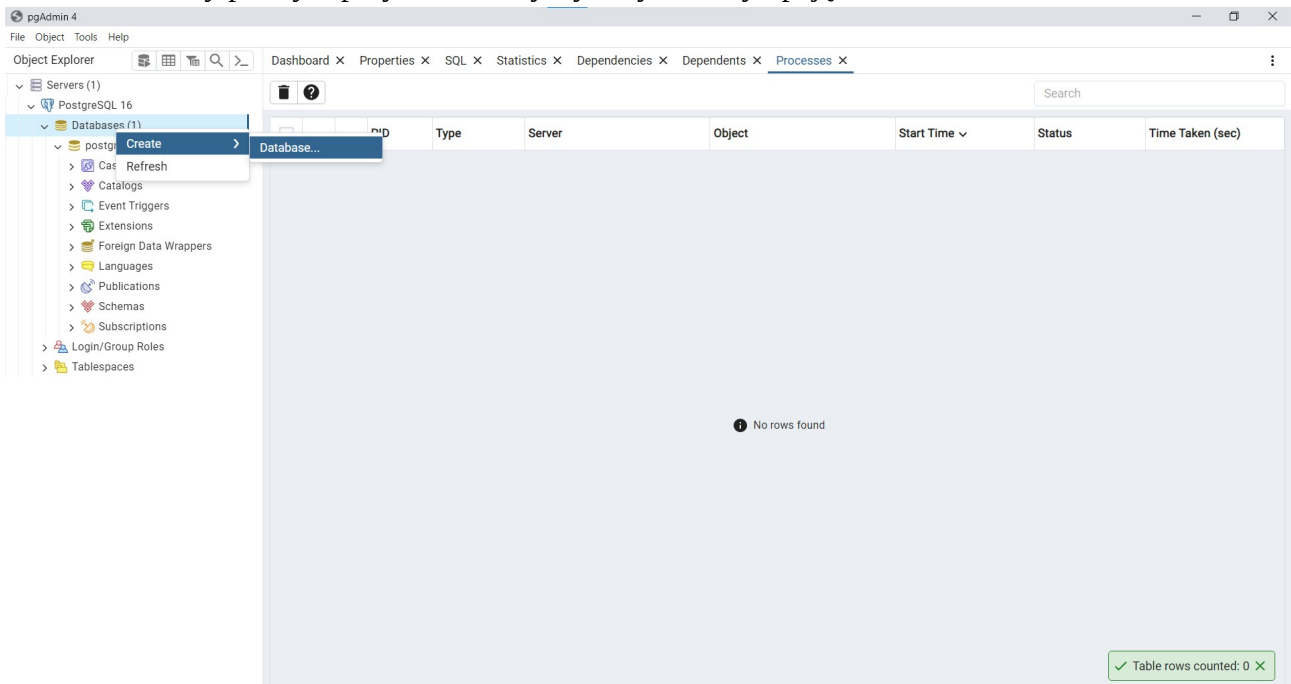 pgAdmin 4
File Object Tools Help
Object Explorer
Dashboard Properties SQL Statistics Dependencies Dependents Processes
Servers (1)
PostgreSQL 16
Databases (1)
Create
Database...
Refresh
Catalogs
Event Triggers
Extensions
Foreign Data Wrappers
Languages
Publications
Schemas
Subscriptions
Login/Group Roles
Tablespaces
Search
PID Type Server Object Start Time Status Time Taken (sec)
No rows found
Table rows counted: 0